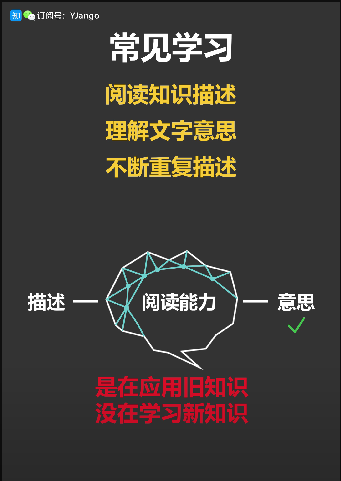 知 订阅号：YJango
常见学习
阅读知识描述
理解文字意思
不断重复描述
描述 阅读能力 意思
是在应用旧知识
没在学习新知识